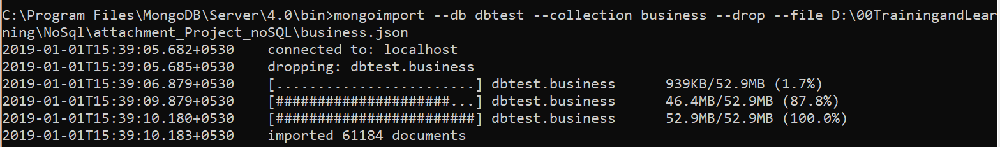 C:\Program Files\MongoDB\Server\4.0\bin>mongoimport --db dbtest --collection business --drop --file D:\00TrainingandLear
ning\NoSql\attachment_Project_noSQL\business.json
2019-01-01T15:39:05.682+0530    connected to: localhost
2019-01-01T15:39:05.685+0530    dropping: dbtest.business
2019-01-01T15:39:06.879+0530    [........................] dbtest.business      939KB/52.9MB (1.7%)
2019-01-01T15:39:09.879+0530    [#####################...] dbtest.business      46.4MB/52.9MB (87.8%)
2019-01-01T15:39:10.180+0530    [########################] dbtest.business      52.9MB/52.9MB (100.0%)
2019-01-01T15:39:10.183+0530    imported 61184 documents